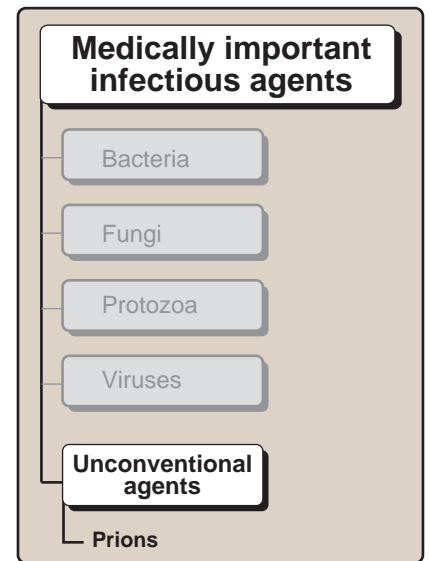 Medically important
infectious agents
Bacteria
Fungi
Protozoa
Viruses
Unconventional
agents
Prions